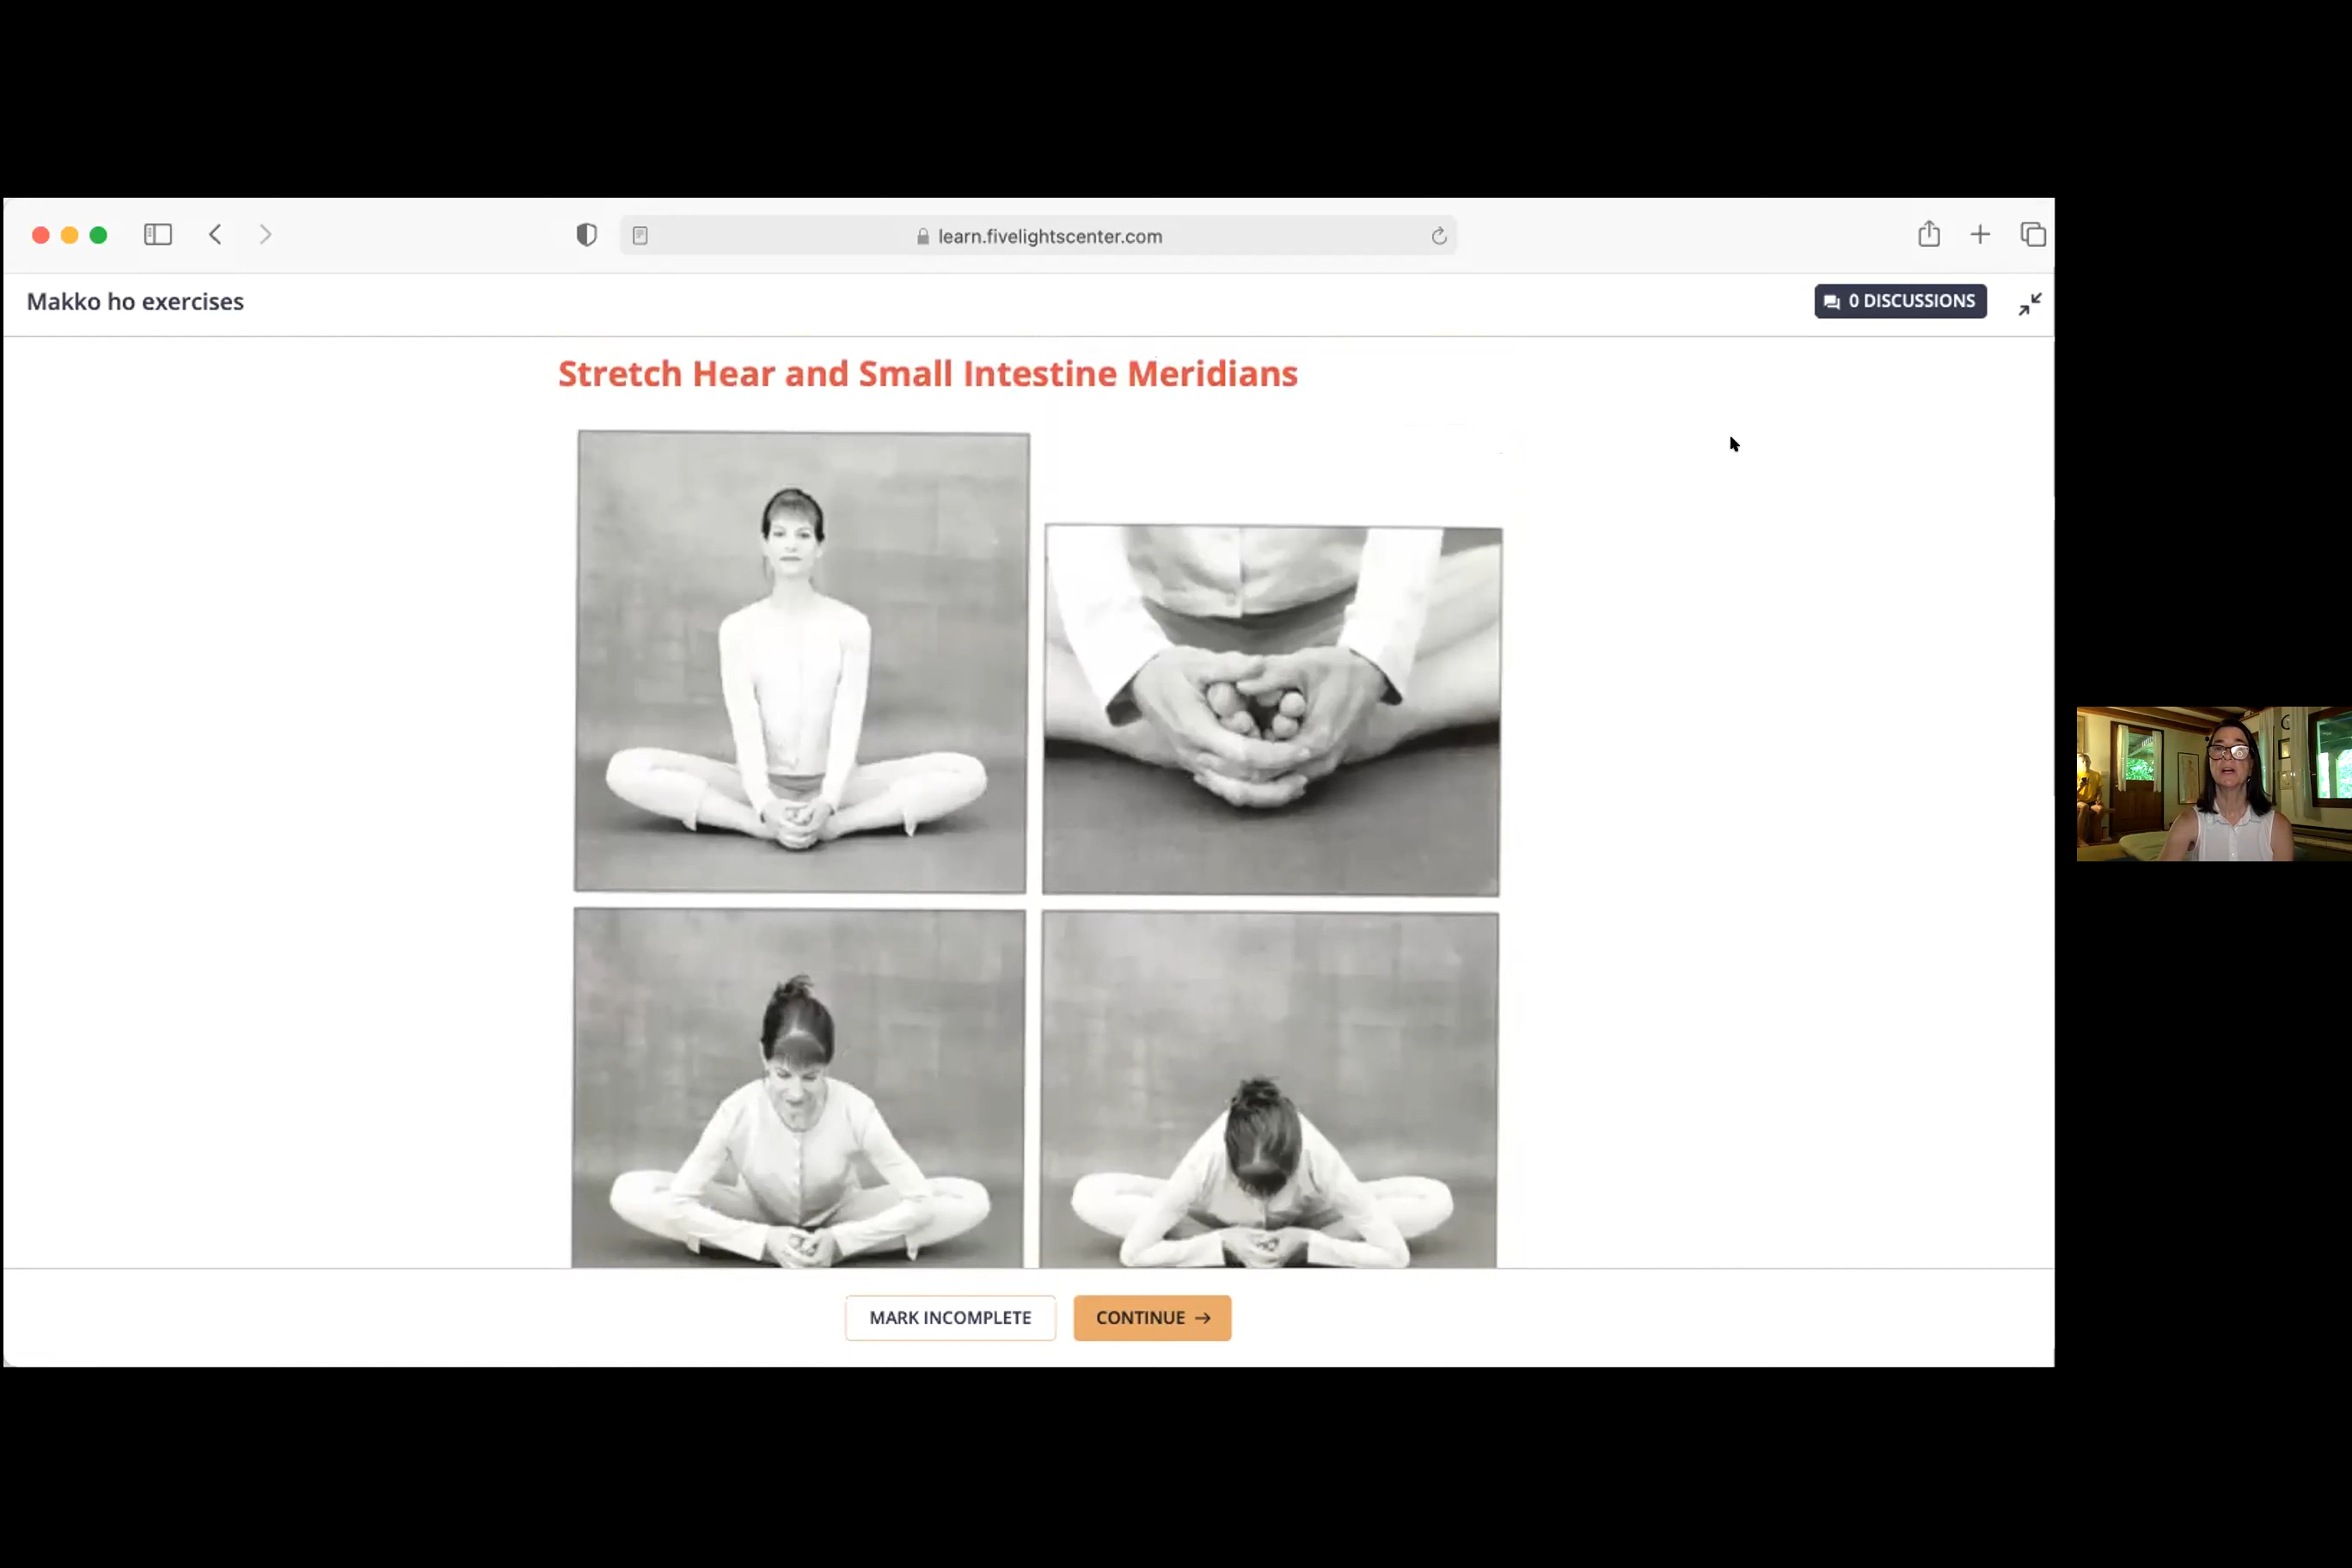 learn.fivelightscenter.com
Makko ho exercises
0 DISCUSSIONS
Stretch Hear and Small Intestine Meridians
MARK INCOMPLETE
CONTINUE →